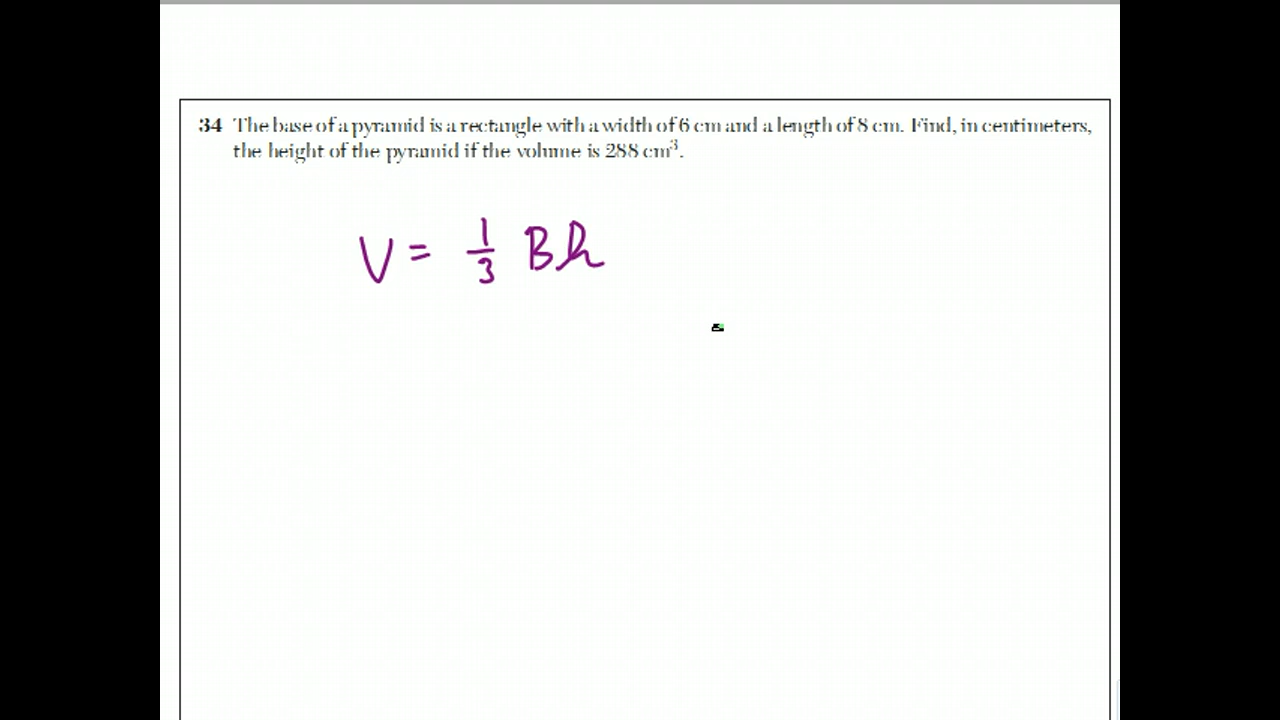 34 The base of a pyramid is a rectangle with a width of 6 cm and a length of 8 cm. Find, in centimeters,
the height of the pyramid if the volume is 288 cm³.
V = 1/3 Bh